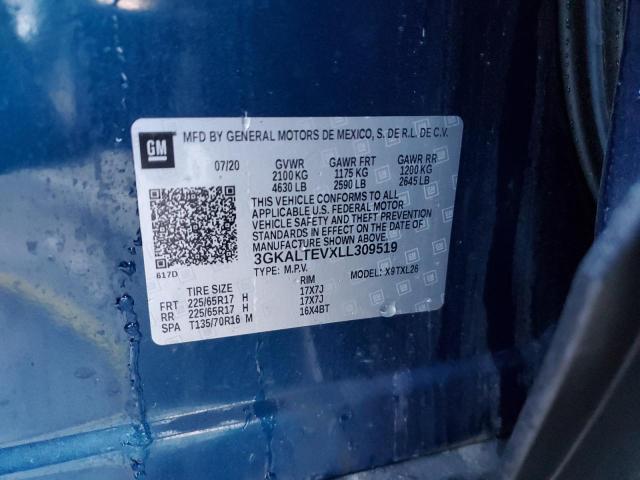 MFD BY GENERAL MOTORS DE MEXICO, S. DE R.L. DE C.V.
GM
07/20 GVWR GAWR FRT GAWR RR
2100 KG 1175 KG 1200 KG
4630 LB 2590 LB 2645 LB
THIS VEHICLE CONFORMS TO ALL
APPLICABLE U.S. FEDERAL MOTOR
VEHICLE SAFETY AND THEFT PREVENTION
STANDARDS IN EFFECT ON THE DATE
OF MANUFACTURE SHOWN ABOVE.
617D 3GKALTEVXLL309519
TYPE: M.P.V. MODEL: X9TXL26
TIRE SIZE RIM
FRT 225/65R17 H 17X7J
RR 225/65R17 H 17X7J
SPA T135/70R16 M 16X4BT